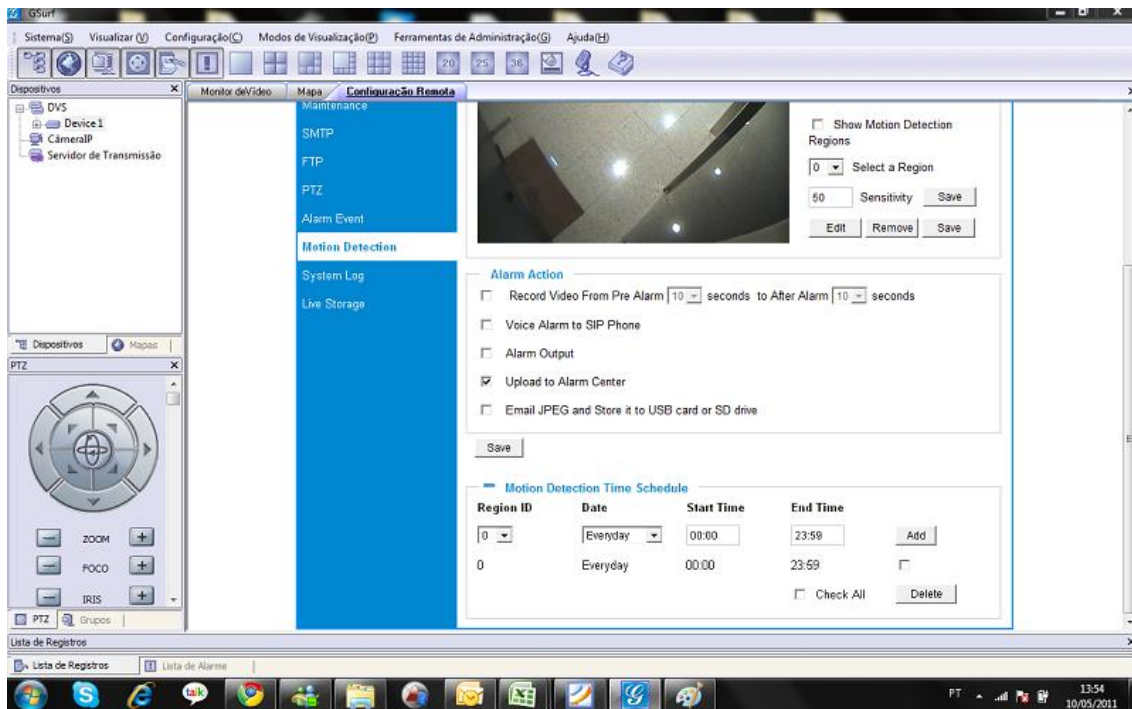 GSurf
Sistema(S) Visualizar (V) Configuração(C) Modos de Visualização(P) Ferramentas de Administração(G) Ajuda(H)
20 25 36
Dispositivos
DVS
Device 1
CâmeraIP
Servidor de Transmissão
Dispositivos Mapas
PTZ
ZOOM
FOCO
IRIS
PTZ Grupos
Monitor deVídeo Mapa Configuração Remota
Maintenance
SMTP
FTP
PTZ
Alarm Event
Motion Detection
System Log
Live Storage
Show Motion Detection
Regions
0 Select a Region
50 Sensitivity Save
Edit Remove Save
Alarm Action
Record Video From Pre Alarm 10 seconds to After Alarm 10 seconds
Voice Alarm to SIP Phone
Alarm Output
Upload to Alarm Center
Email JPEG and Store it to USB card or SD drive
Save
Motion Detection Time Schedule
Region ID Date Start Time End Time
0 Everyday 00:00 23:59 Add
0 Everyday 00:00 23:59
Check All Delete
Lista de Registros
Lista de Registros Lista de Alarme
talk
PT 13:54
10/05/2011